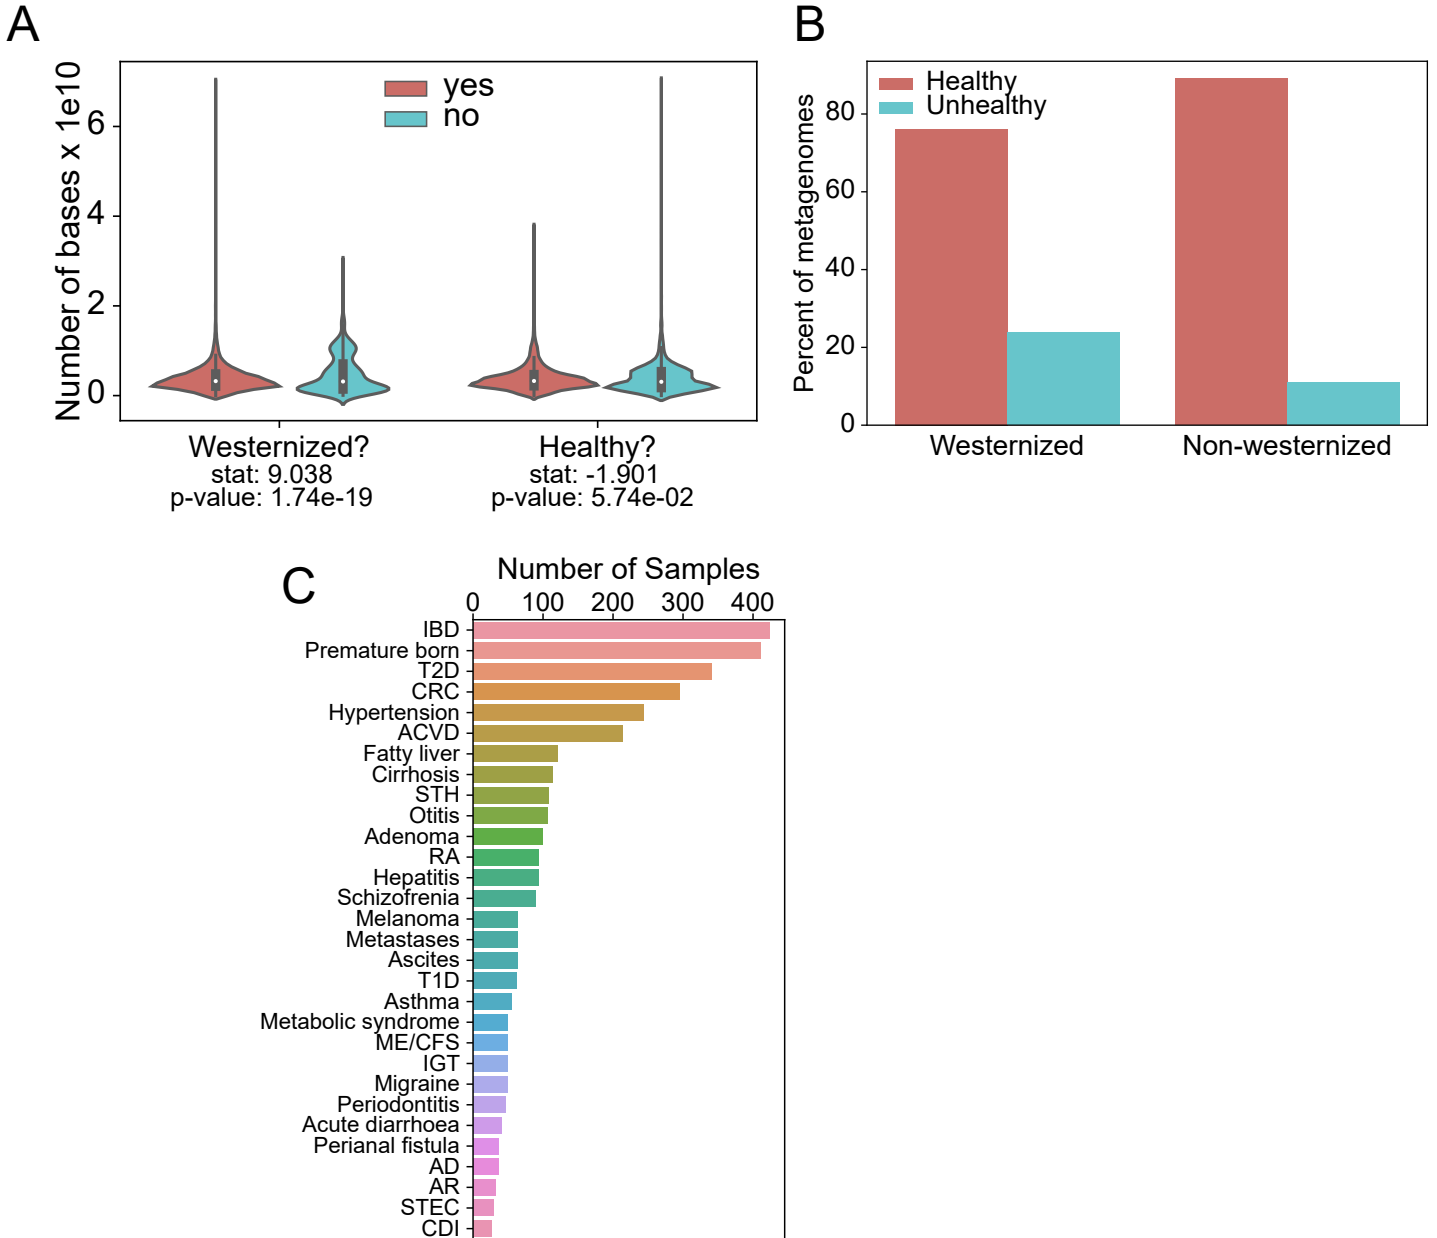 A
Number of bases x 1e10
6
4
2
0
yes
no
Westernized?
stat: 9.038
p-value: 1.74e-19
Healthy?
stat: -1.901
p-value: 5.74e-02
B
Percent of metagenomes
80
60
40
20
0
Healthy
Unhealthy
Westernized
Non-westernized
C
Number of Samples
0 100 200 300 400
IBD
Premature born
T2D
CRC
Hypertension
ACVD
Fatty liver
Cirrhosis
STH
Otitis
Adenoma
RA
Hepatitis
Schizofrenia
Melanoma
Metastases
Ascites
T1D
Asthma
Metabolic syndrome
ME/CFS
IGT
Migraine
Periodontitis
Acute diarrhoea
Perianal fistula
AD
AR
STEC
CDI